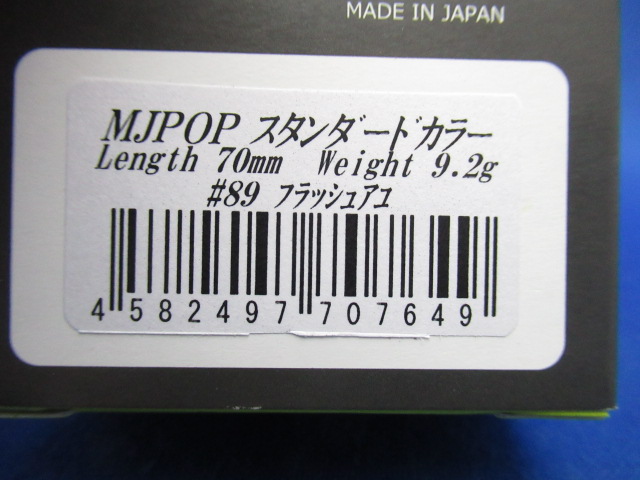 MADE IN JAPAN
MJPOP スタンダードカラー
Length 70mm Weight 9.2g
#89 フラッシュアユ
4 582497 707649